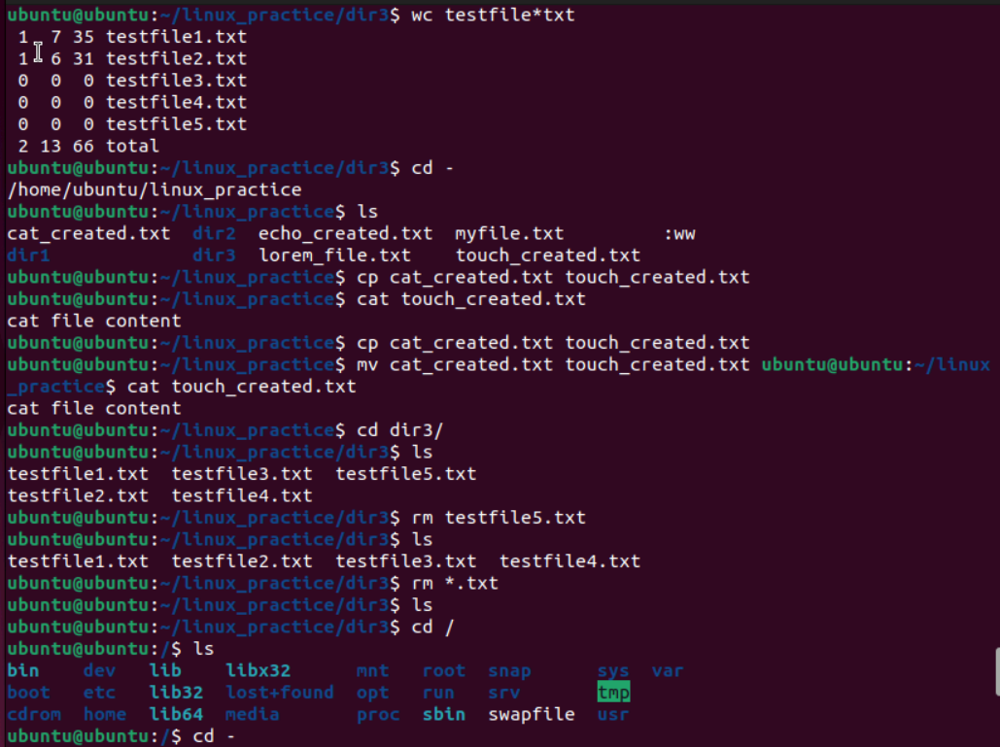 ubuntu@ubuntu:~/linux_practice/dir3$ wc testfile*txt
 1  7 35 testfile1.txt
 1  6 31 testfile2.txt
 0  0  0 testfile3.txt
 0  0  0 testfile4.txt
 0  0  0 testfile5.txt
 2 13 66 total
ubuntu@ubuntu:~/linux_practice/dir3$ cd -
/home/ubuntu/linux_practice
ubuntu@ubuntu:~/linux_practice$ ls
cat_created.txt  dir2  echo_created.txt  myfile.txt         :ww
dir1             dir3  lorem_file.txt    touch_created.txt
ubuntu@ubuntu:~/linux_practice$ cp cat_created.txt touch_created.txt
ubuntu@ubuntu:~/linux_practice$ cat touch_created.txt
cat file content
ubuntu@ubuntu:~/linux_practice$ cp cat_created.txt touch_created.txt
ubuntu@ubuntu:~/linux_practice$ mv cat_created.txt touch_created.txt ubuntu@ubuntu:~/linux
_practice$ cat touch_created.txt
cat file content
ubuntu@ubuntu:~/linux_practice$ cd dir3/
ubuntu@ubuntu:~/linux_practice/dir3$ ls
testfile1.txt  testfile3.txt  testfile5.txt
testfile2.txt  testfile4.txt
ubuntu@ubuntu:~/linux_practice/dir3$ rm testfile5.txt
ubuntu@ubuntu:~/linux_practice/dir3$ ls
testfile1.txt  testfile2.txt  testfile3.txt  testfile4.txt
ubuntu@ubuntu:~/linux_practice/dir3$ rm *.txt
ubuntu@ubuntu:~/linux_practice/dir3$ ls
ubuntu@ubuntu:~/linux_practice/dir3$ cd /
ubuntu@ubuntu:/$ ls
bin    dev   lib    libx32      mnt   root  snap      sys  var
boot   etc   lib32  lost+found  opt   run   srv       tmp
cdrom  home  lib64  media       proc  sbin  swapfile  usr
ubuntu@ubuntu:/$ cd -